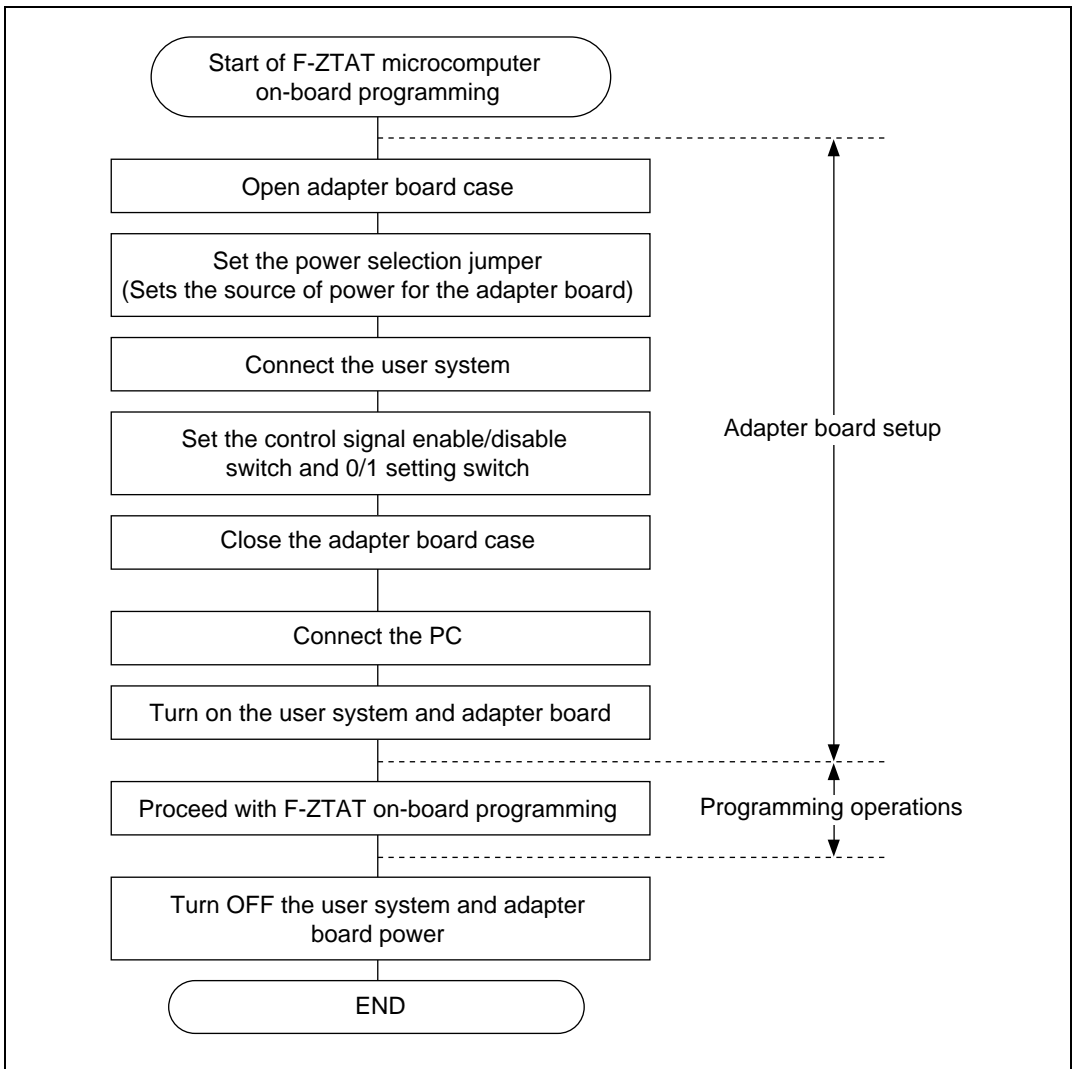 Start of F-ZTAT microcomputer
on-board programming
Open adapter board case
Set the power selection jumper
(Sets the source of power for the adapter board)
Connect the user system
Set the control signal enable/disable
switch and 0/1 setting switch
Adapter board setup
Close the adapter board case
Connect the PC
Turn on the user system and adapter board
Proceed with F-ZTAT on-board programming
Programming operations
Turn OFF the user system and adapter
board power
END